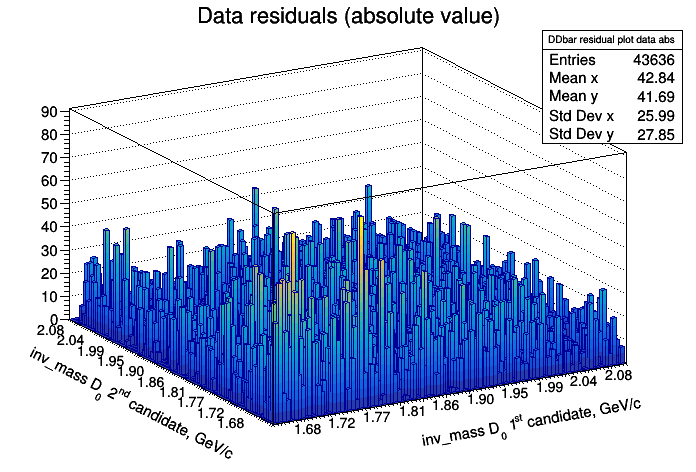 Data residuals (absolute value)
DDbar residual plot data abs
Entries 43636
Mean x 42.84
Mean y 41.69
Std Dev x 25.99
Std Dev y 27.85
90
80
70
60
50
40
30
20
10
0
2.08
2.04
1.99
1.95
1.90
1.86
1.81
1.77
1.72
1.68
inv_mass D0 2nd candidate, GeV/c
1.68 1.72 1.77 1.81 1.86 1.90 1.95 1.99 2.04 2.08
inv_mass D0 1st candidate, GeV/c